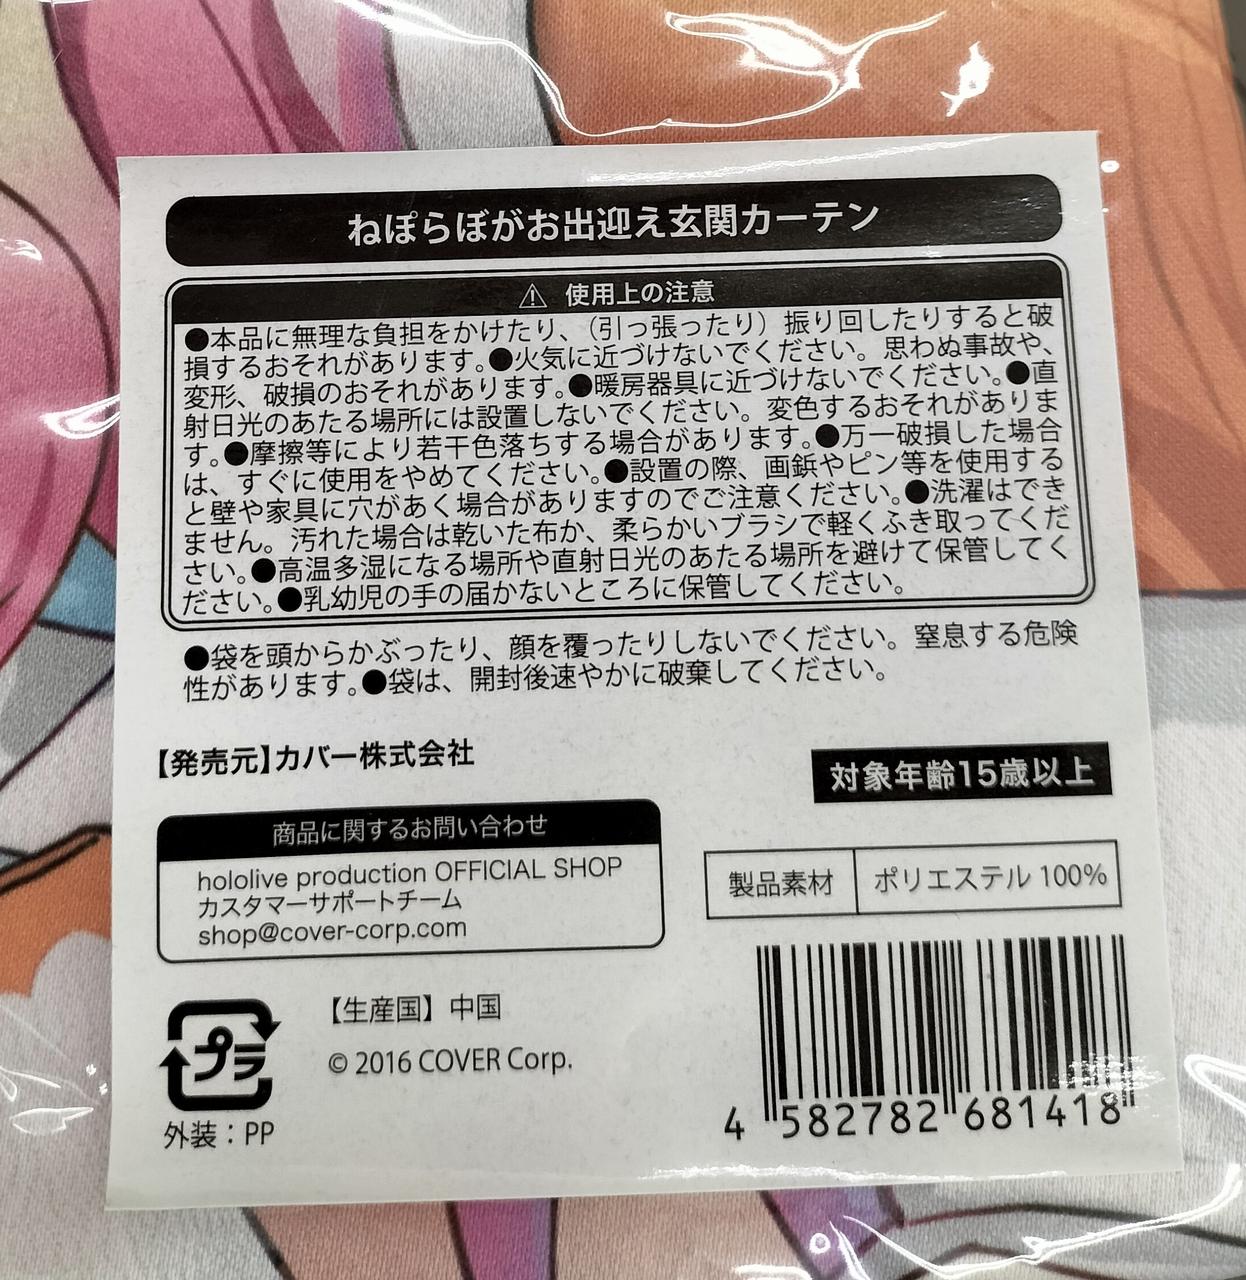 ねぽらぼがお出迎え玄関カーテン
⚠ 使用上の注意
●本品に無理な負担をかけたり、（引っ張ったり）振り回したりすると破
損するおそれがあります。●火気に近づけないでください。思わぬ事故や、
変形、破損のおそれがあります。●暖房器具に近づけないでください。●直
射日光のあたる場所には設置しないでください。変色するおそれがありま
す。●摩擦等により若干色落ちする場合があります。●万一破損した場合
は、すぐに使用をやめてください。●設置の際、画鋲やピン等を使用する
と壁や家具に穴があく場合がありますのでご注意ください。●洗濯はでき
ません。汚れた場合は乾いた布か、柔らかいブラシで軽くふき取ってくだ
さい。●高温多湿になる場所や直射日光のあたる場所を避けて保管してく
ださい。●乳幼児の手の届かないところに保管してください。
●袋を頭からかぶったり、顔を覆ったりしないでください。窒息する危険
性があります。●袋は、開封後速やかに破棄してください。
【発売元】カバー株式会社
対象年齢15歳以上
商品に関するお問い合わせ
hololive production OFFICIAL SHOP
カスタマーサポートチーム
shop@cover-corp.com
製品素材 ポリエステル 100%
【生産国】中国
© 2016 COVER Corp.
プラ
外装：PP
4 582782 681418